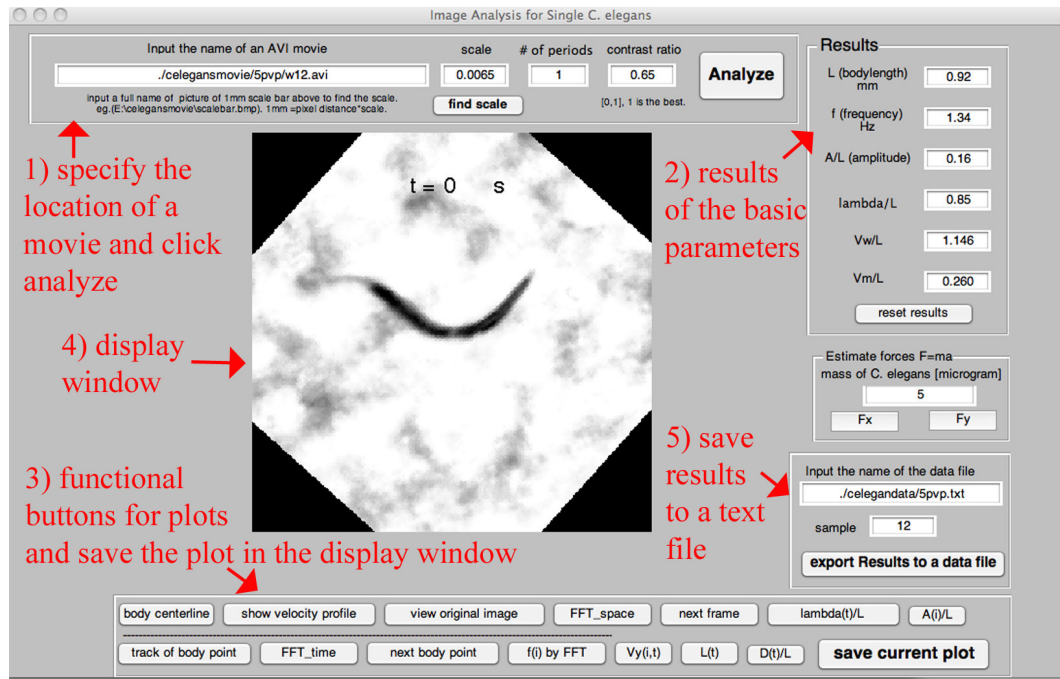 Image Analysis for Single C. elegans
Input the name of an AVI movie
scale
# of periods
contrast ratio
./celegansmovie/5pvp/w12.avi
0.0065
1
0.65
Analyze
input a full name of picture of 1mm scale bar above to find the scale.
eg.(E:\celegansmovie\scalebar.bmp). 1mm =pixel distance*scale.
find scale
[0,1], 1 is the best.
Results
L (bodylength)
mm
0.92
f (frequency)
Hz
1.34
A/L (amplitude)
0.16
lambda/L
0.85
Vw/L
1.146
Vm/L
0.260
reset results
1) specify the
location of a
movie and click
analyze
t = 0 s
2) results
of the basic
parameters
4) display
window
Estimate forces F=ma
mass of C. elegans [microgram]
5
Fx
Fy
5) save
results
to a text
file
Input the name of the data file
./celegandata/5pvp.txt
sample
12
export Results to a data file
3) functional
buttons for plots
and save the plot in the display window
body centerline
show velocity profile
view original image
FFT_space
next frame
lambda(t)/L
A(i)/L
track of body point
FFT_time
next body point
f(i) by FFT
Vy(i,t)
L(t)
D(t)/L
save current plot